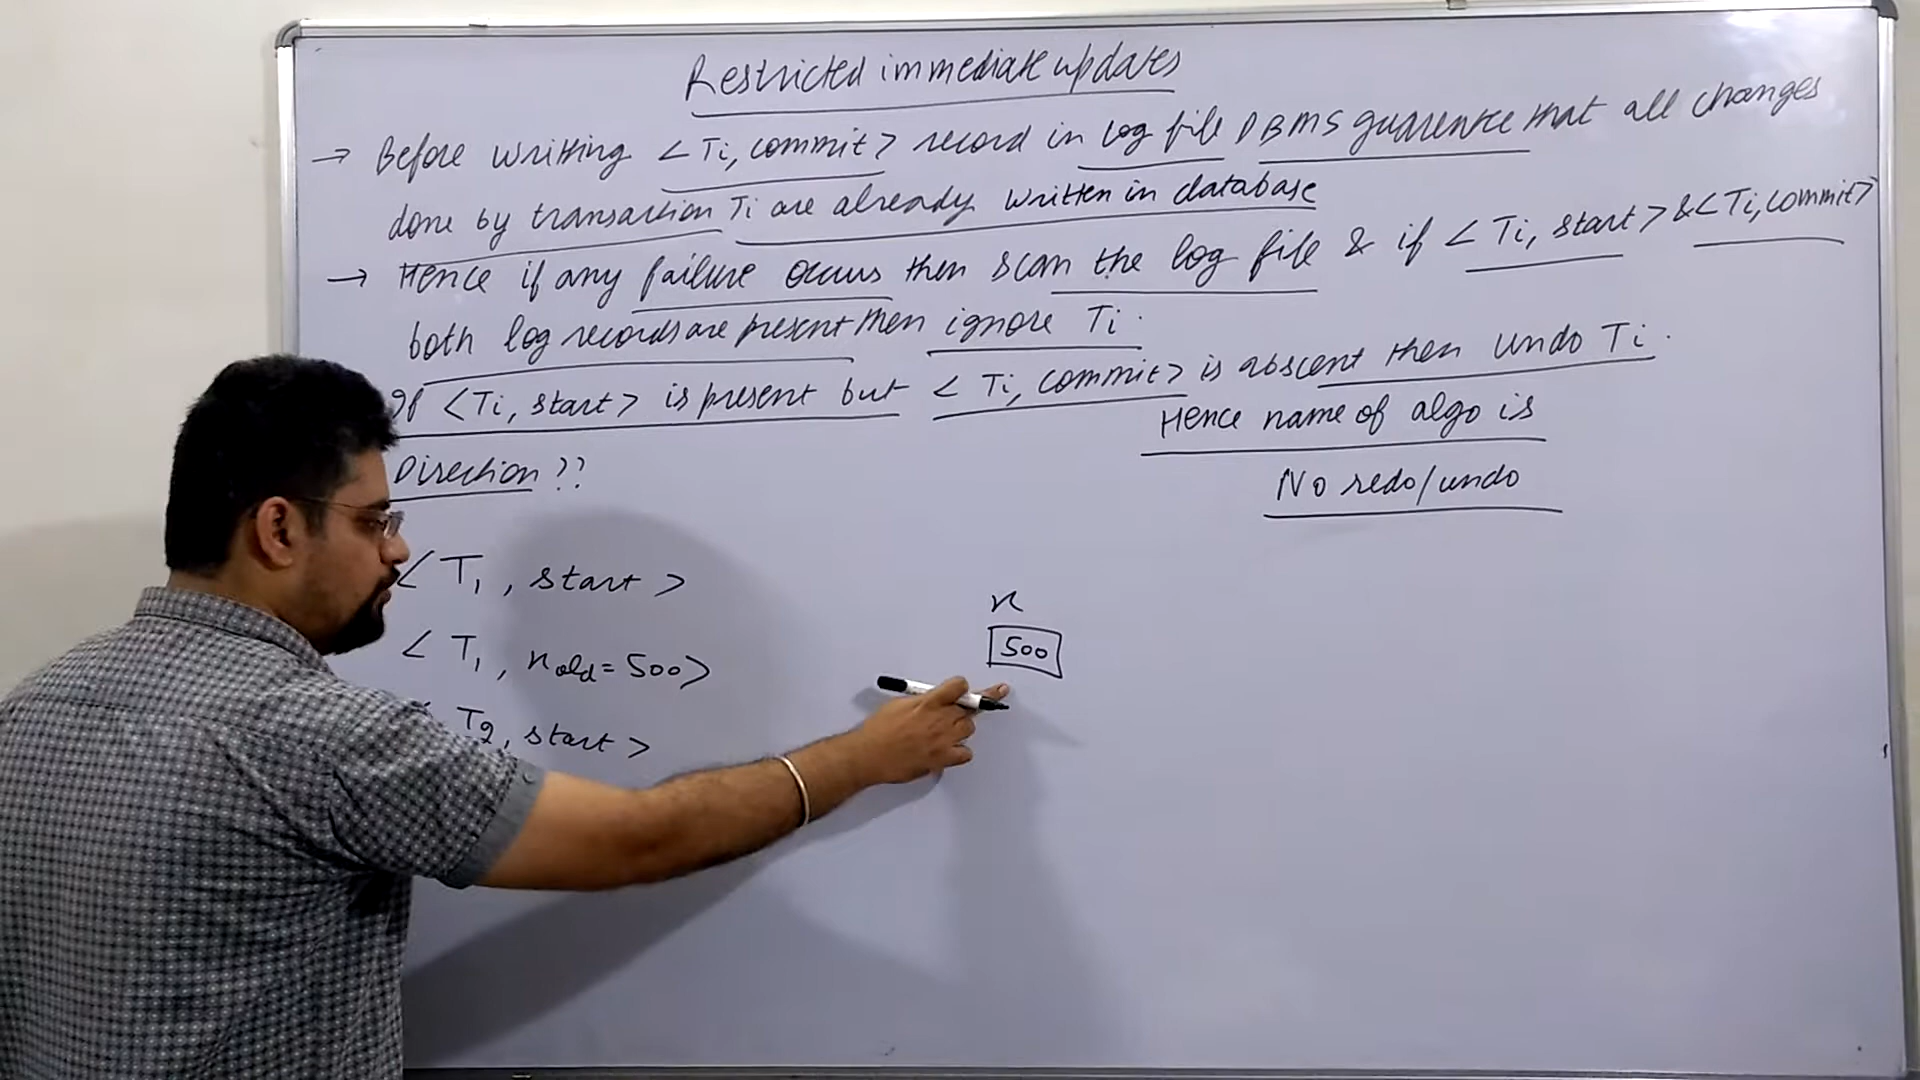 Restricted immediate updates
→ Before writting <Ti, commit> record in log file DBMS guarentee that all changes
done by transaction Ti are already written in database
→ Hence if any failure occurs then scan the log file & if <Ti, start> & <Ti, commit>
both log records are present then ignore Ti.
If <Ti, start> is present but <Ti, commit> is abscent then undo Ti.
Hence name of algo is
No redo/undo
Direction ??
<T1, start>
<T1, xold = 500>
T2, start>
x
500